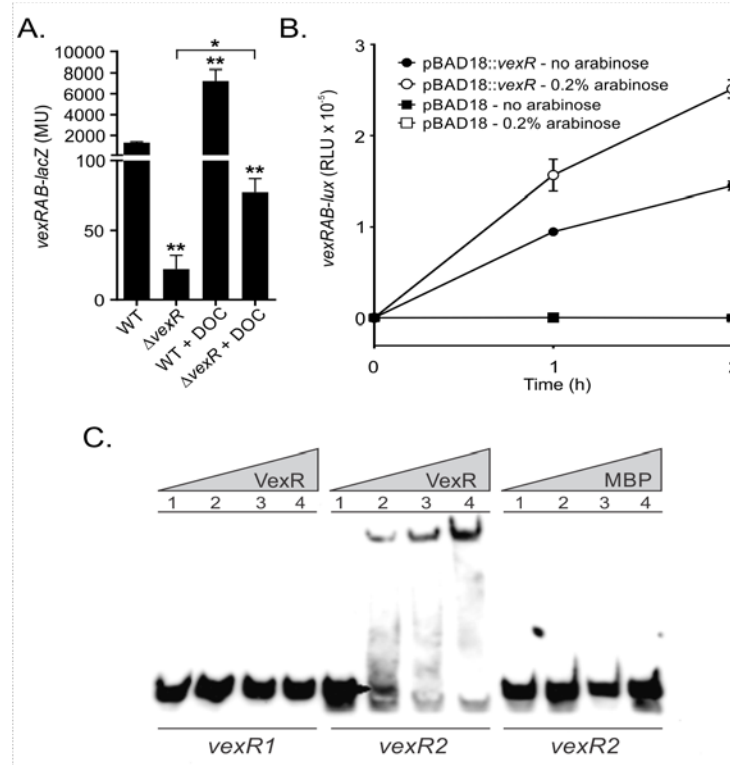 A.
*
**
10000
8000
6000
4000
2000
100
50
0
**
**
vexRAB-lacZ (MU)
WT
ΔvexR
WT + DOC
ΔvexR + DOC
B.
pBAD18::vexR - no arabinose
pBAD18::vexR - 0.2% arabinose
pBAD18 - no arabinose
pBAD18 - 0.2% arabinose
3
2
1
0
vexRAB-lux (RLU x 10⁻⁵)
0 1
Time (h)
C.
VexR VexR MBP
1 2 3 4 1 2 3 4 1 2 3 4
vexR1 vexR2 vexR2